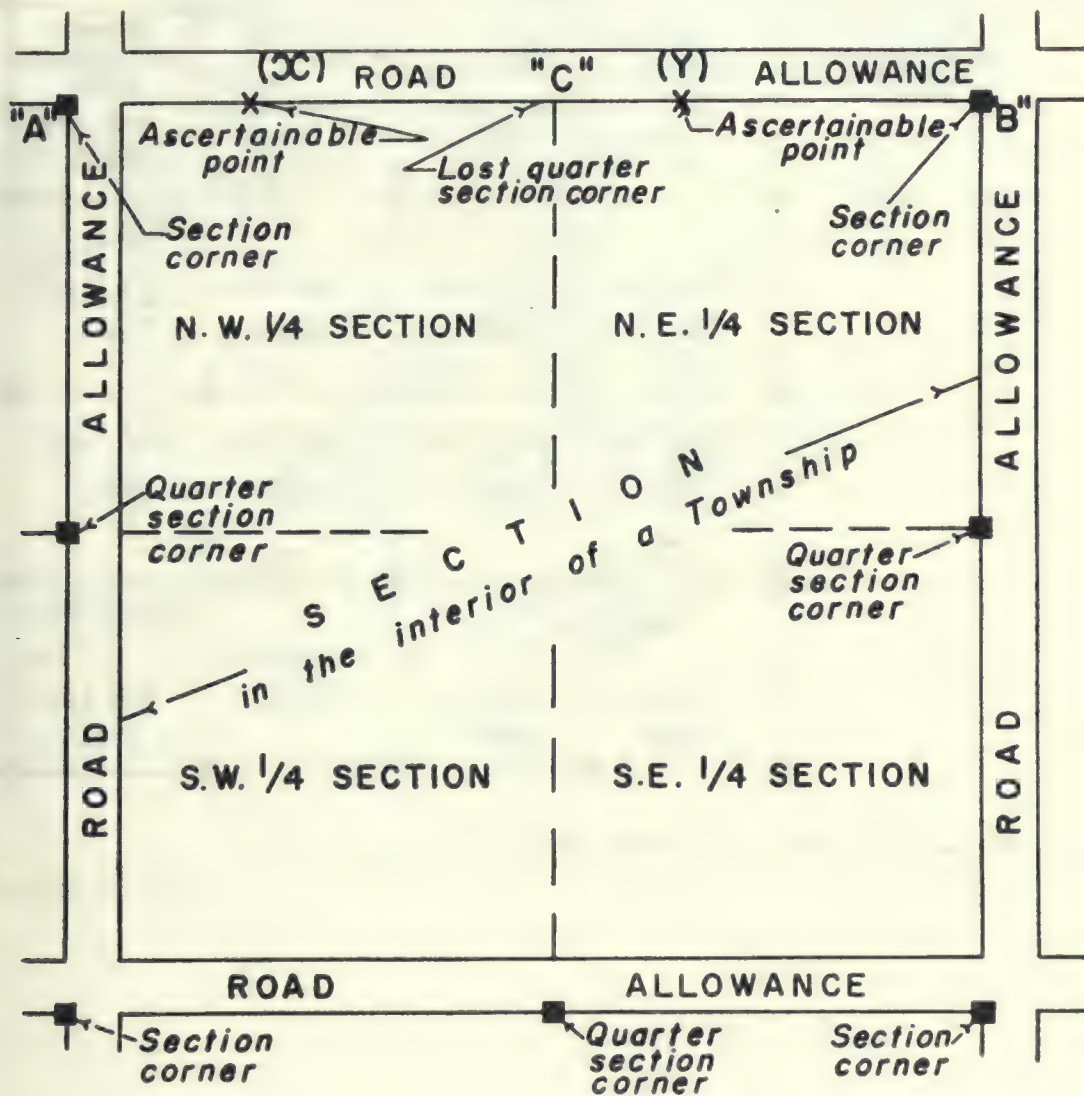 (X) ROAD "C" (Y) ALLOWANCE
"A" B"
Ascertainable
point
Lost quarter
section corner
Ascertainable
point
Section
corner
Section
corner
ALLOWANCE
ALLOWANCE
N. W. 1/4 SECTION
N. E. 1/4 SECTION
SECTION
in the interior of a Township
Quarter
section
corner
Quarter
section
corner
ROAD
ROAD
S.W. 1/4 SECTION
S.E. 1/4 SECTION
ROAD ALLOWANCE
Section
corner
Quarter
section
corner
Section
corner